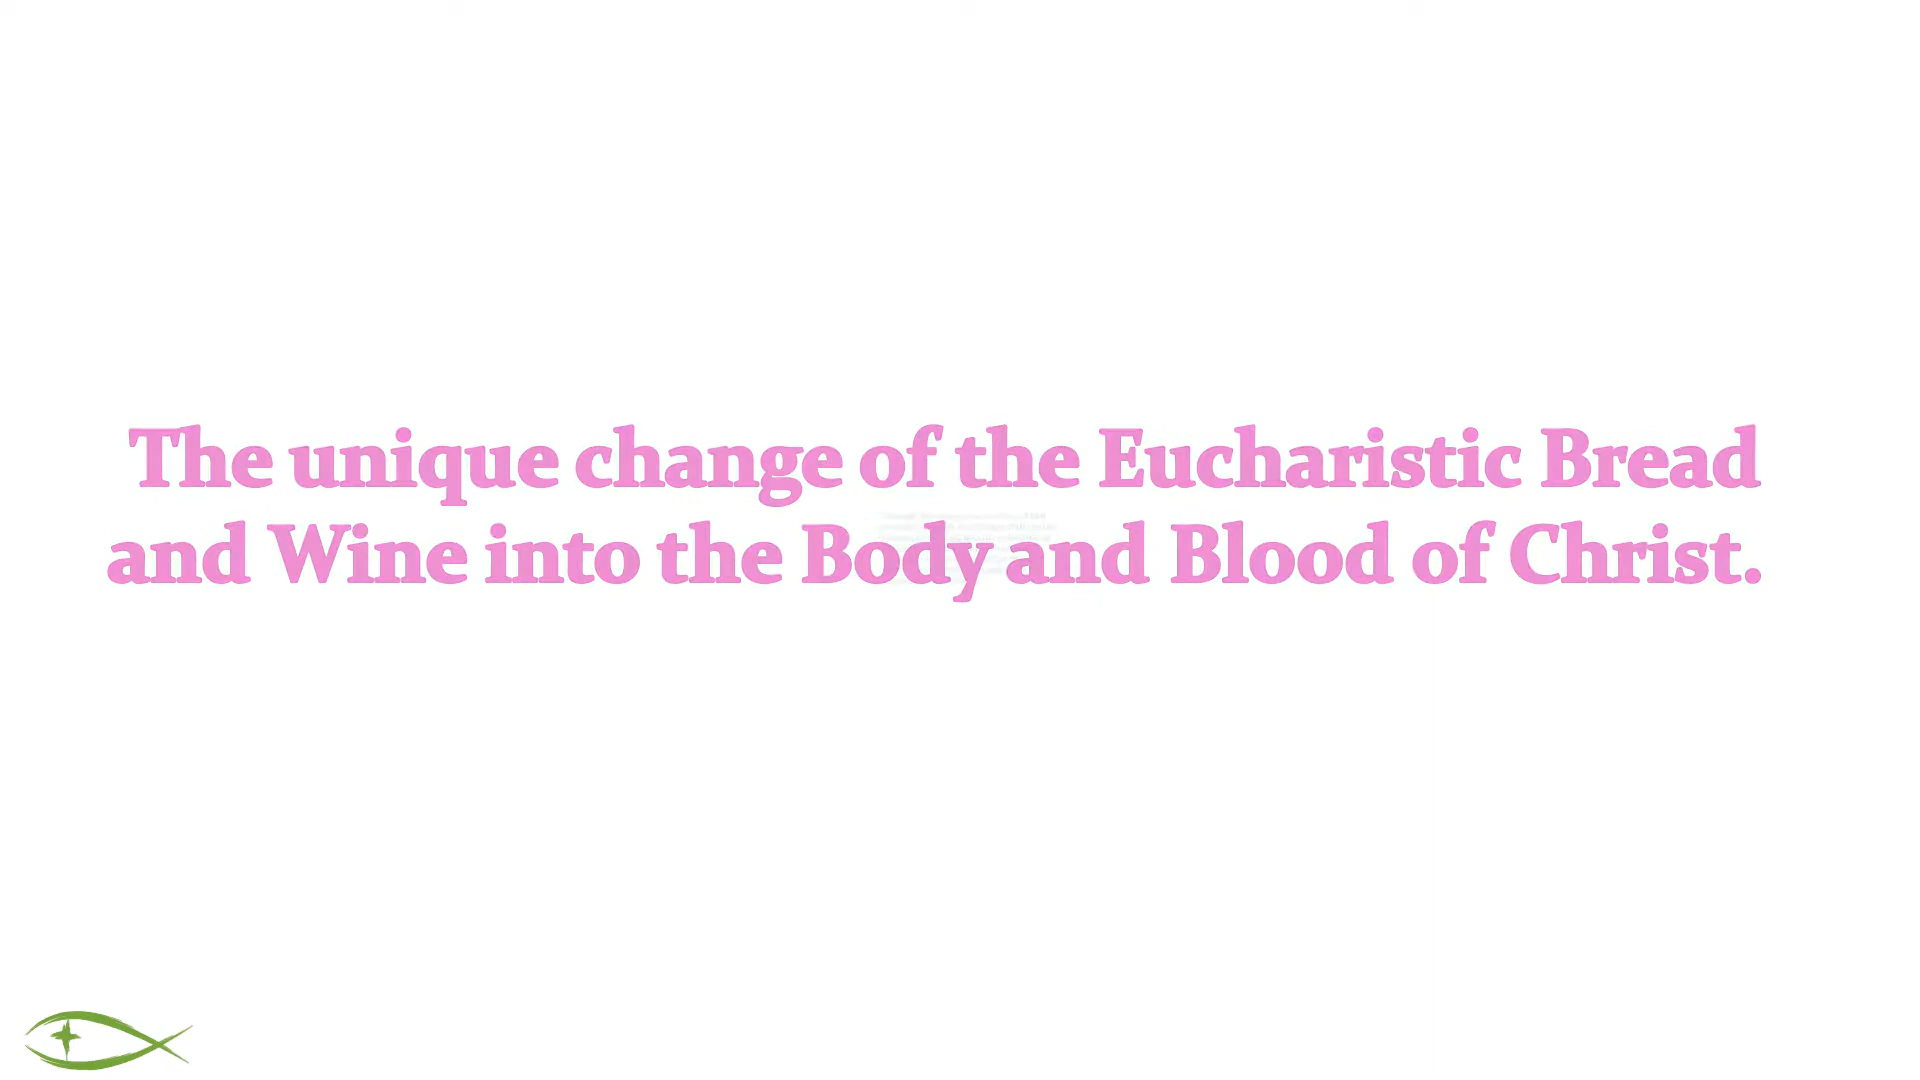 The unique change of the Eucharistic Bread
and Wine into the Body and Blood of Christ.